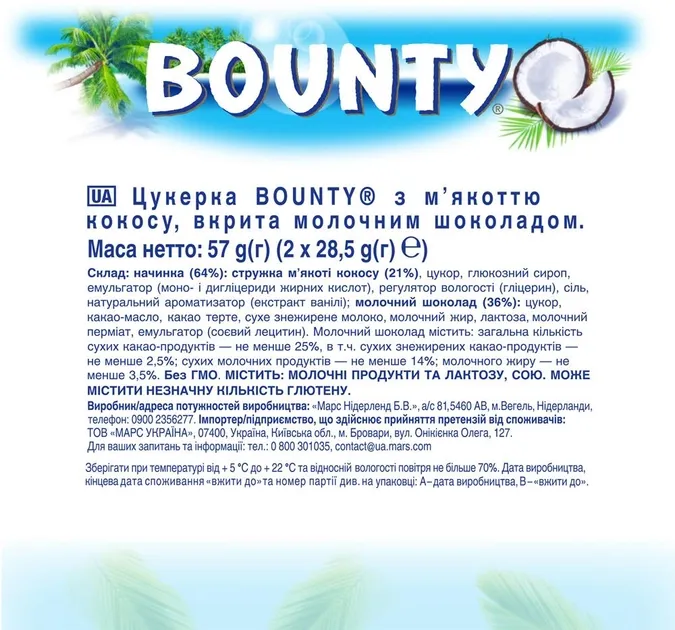 BOUNTY®
UA Цукерка BOUNTY® з м'якоттю
кокосу, вкрита молочним шоколадом.
Маса нетто: 57 g(г) (2 x 28,5 g(г) ℮)
Склад: начинка (64%): стружка м'якоті кокосу (21%), цукор, глюкозний сироп,
емульгатор (моно- і дигліцериди жирних кислот), регулятор вологості (гліцерин), сіль,
натуральний ароматизатор (екстракт ванілі); молочний шоколад (36%): цукор,
какао-масло, какао терте, сухе знежирене молоко, молочний жир, лактоза, молочний
перміат, емульгатор (соєвий лецитин). Молочний шоколад містить: загальна кількість
сухих какао-продуктів — не менше 25%, в т.ч. сухих знежирених какао-продуктів —
не менше 2,5%; сухих молочних продуктів — не менше 14%; молочного жиру — не
менше 3,5%. Без ГМО. МІСТИТЬ: МОЛОЧНІ ПРОДУКТИ ТА ЛАКТОЗУ, СОЮ. МОЖЕ
МІСТИТИ НЕЗНАЧНУ КІЛЬКІСТЬ ГЛЮТЕНУ.
Виробник/адреса потужностей виробництва: «Марс Нідерленд Б.В.», а/с 81,5460 АВ, м.Вегель, Нідерланди,
телефон: 0900 2356277. Імпортер/підприємство, що здійснює прийняття претензій від споживачів:
ТОВ «МАРС УКРАЇНА», 07400, Україна, Київська обл., м. Бровари, вул. Онікієнка Олега, 127.
Для ваших запитань та інформації: тел.: 0 800 301035, contact@ua.mars.com
Зберігати при температурі від + 5 °С до + 22 °С та відносній вологості повітря не більше 70%. Дата виробництва,
кінцева дата споживання «вжити до» та номер партії див. на упаковці: А – дата виробництва, В – «вжити до».